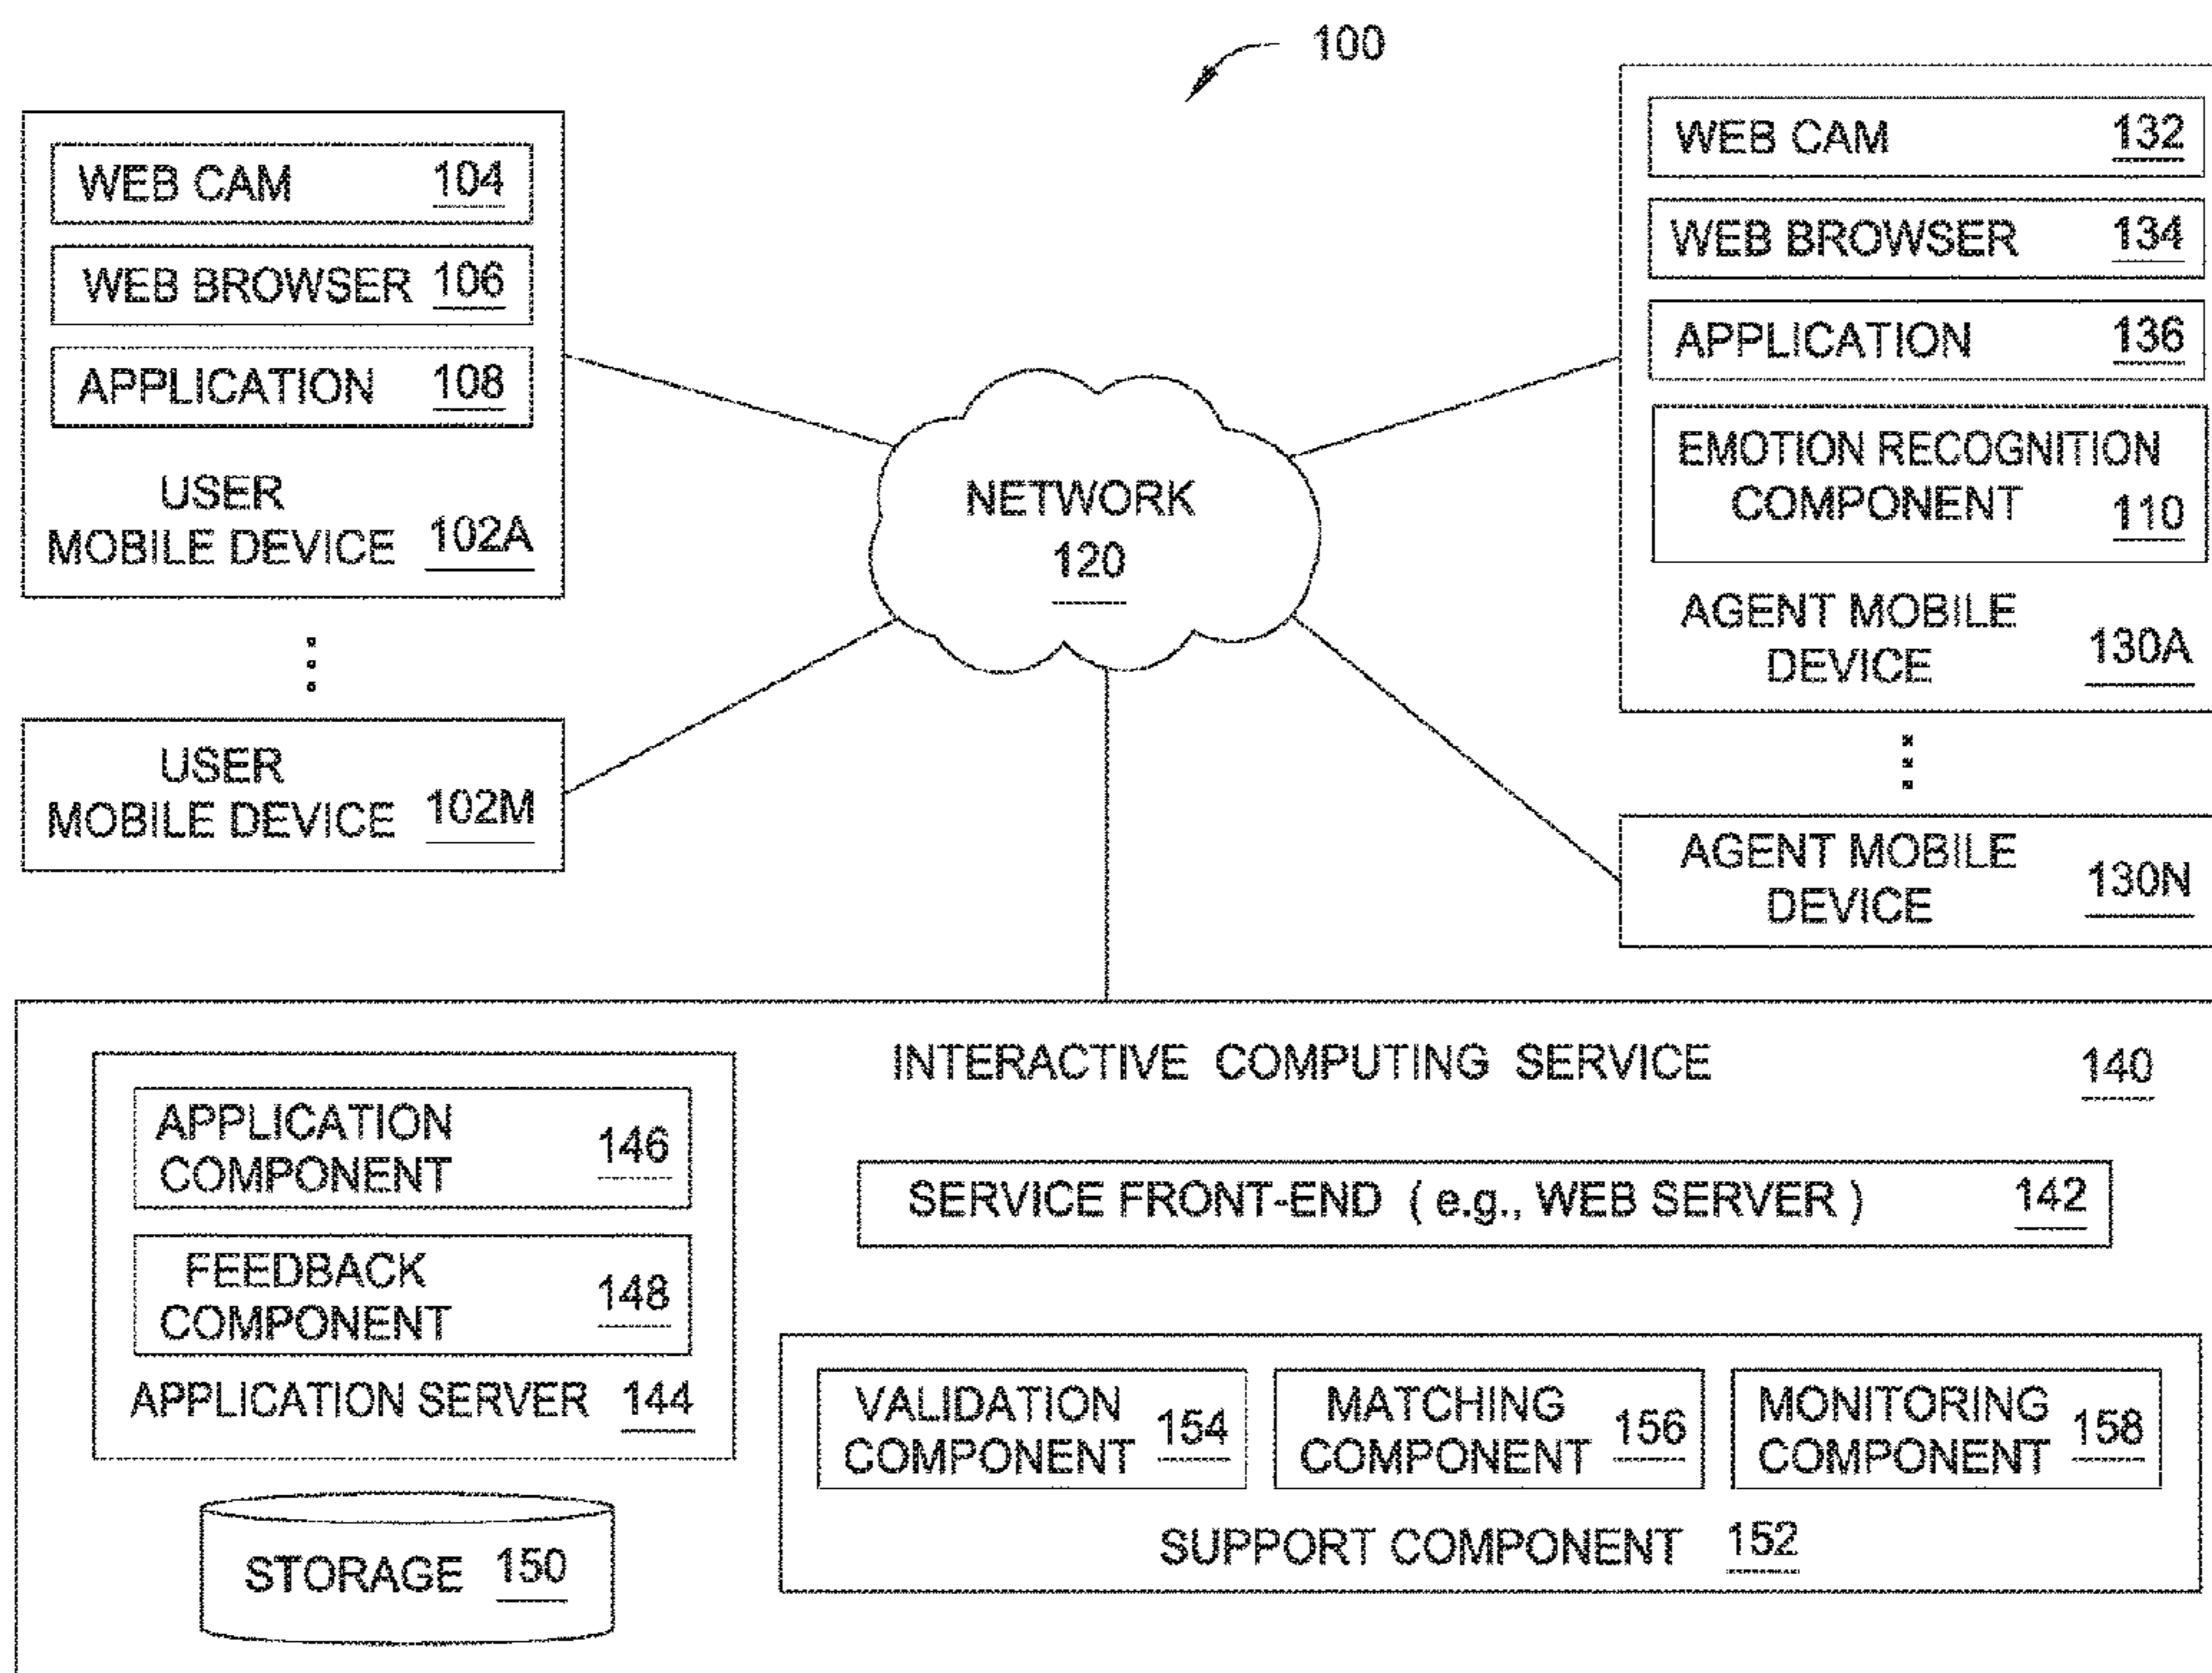 100
WEB CAM 104
WEB BROWSER 106
APPLICATION 108
USER
MOBILE DEVICE 102A
USER
MOBILE DEVICE 102M
NETWORK
120
WEB CAM 132
WEB BROWSER 134
APPLICATION 136
EMOTION RECOGNITION
COMPONENT 110
AGENT MOBILE
DEVICE 130A
AGENT MOBILE
DEVICE 130N
INTERACTIVE COMPUTING SERVICE 140
APPLICATION
COMPONENT 146
FEEDBACK
COMPONENT 148
APPLICATION SERVER 144
STORAGE 150
SERVICE FRONT-END ( e.g., WEB SERVER ) 142
VALIDATION
COMPONENT 154
MATCHING
COMPONENT 156
MONITORING
COMPONENT 158
SUPPORT COMPONENT 152